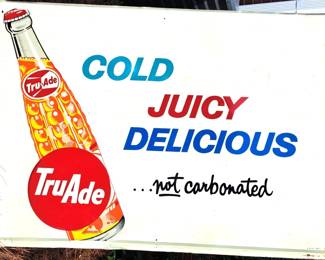 TruAde
COLD
JUICY
DELICIOUS
TruAde
...not carbonated